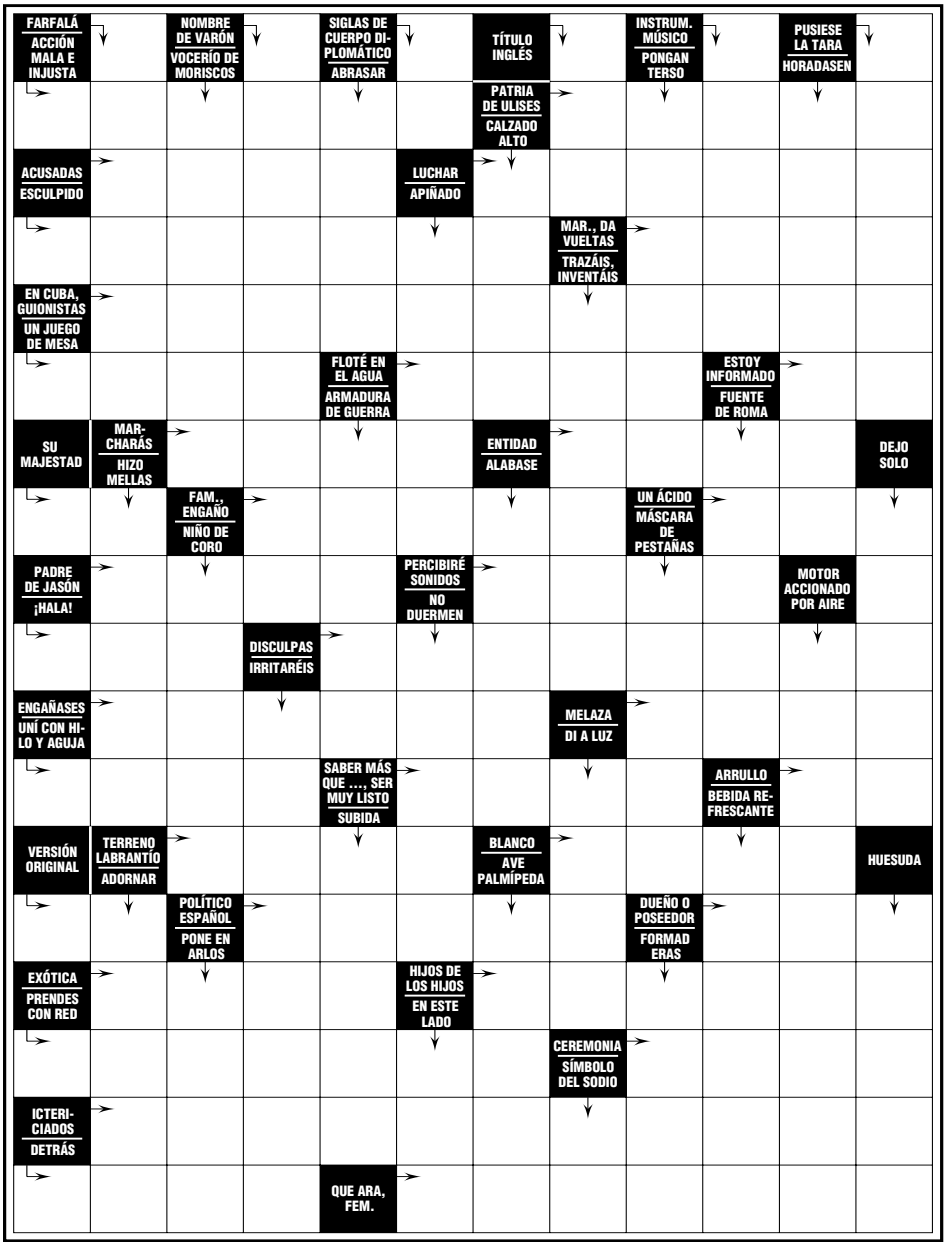 FARFALÁ
ACCIÓN
MALA E
INJUSTA
NOMBRE
DE VARÓN
VOCERÍO DE
MORISCOS
SIGLAS DE
CUERPO DI-
PLOMÁTICO
ABRASAR
TÍTULO
INGLÉS
INSTRUM.
MÚSICO
PONGAN
TERSO
PUSIESE
LA TARA
HORADASEN
PATRIA
DE ULISES
CALZADO
ALTO
ACUSADAS
ESCULPIDO
LUCHAR
APIÑADO
MAR., DA
VUELTAS
TRAZÁIS,
INVENTÁIS
EN CUBA,
GUIONISTAS
UN JUEGO
DE MESA
FLOTÉ EN
EL AGUA
ARMADURA
DE GUERRA
ESTOY
INFORMADO
FUENTE
DE ROMA
SU
MAJESTAD
MAR-
CHARÁS
HIZO
MELLAS
ENTIDAD
ALABASE
DEJO
SOLO
FAM.,
ENGAÑO
NIÑO DE
CORO
UN ÁCIDO
MÁSCARA
DE
PESTAÑAS
PADRE
DE JASÓN
¡HALA!
PERCIBIRÉ
SONIDOS
NO
DUERMEN
MOTOR
ACCIONADO
POR AIRE
DISCULPAS
IRRITARÉIS
ENGAÑASES
UNÍ CON HI-
LO Y AGUJA
MELAZA
DI A LUZ
SABER MÁS
QUE ..., SER
MUY LISTO
SUBIDA
ARRULLO
BEBIDA RE-
FRESCANTE
VERSIÓN
ORIGINAL
TERRENO
LABRANTÍO
ADORNAR
BLANCO
AVE
PALMÍPEDA
HUESUDA
POLÍTICO
ESPAÑOL
PONE EN
ARLOS
DUEÑO O
POSEEDOR
FORMAD
ERAS
EXÓTICA
PRENDES
CON RED
HIJOS DE
LOS HIJOS
EN ESTE
LADO
CEREMONIA
SÍMBOLO
DEL SODIO
ICTERI-
CIADOS
DETRÁS
QUE ARA,
FEM.